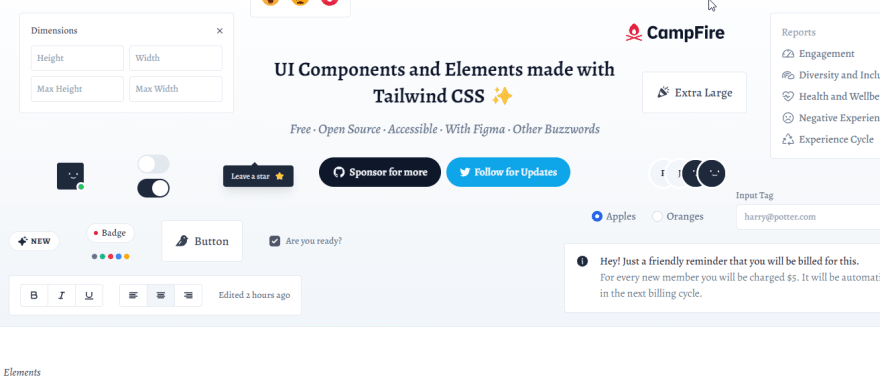 Dimensions
Height
Width
Max Height
Max Width
CampFire
UI Components and Elements made with
Tailwind CSS ✨
Free · Open Source · Accessible · With Figma · Other Buzzwords
Extra Large
Reports
Engagement
Diversity and Inclu
Health and Wellbe
Negative Experien
Experience Cycle
Leave a star ⭐
Sponsor for more
Follow for Updates
Input Tag
harry@potter.com
Apples
Oranges
NEW
Badge
Button
Are you ready?
Hey! Just a friendly reminder that you will be billed for this.
For every new member you will be charged $5. It will be automati
in the next billing cycle.
B
I
U
Edited 2 hours ago
Elements